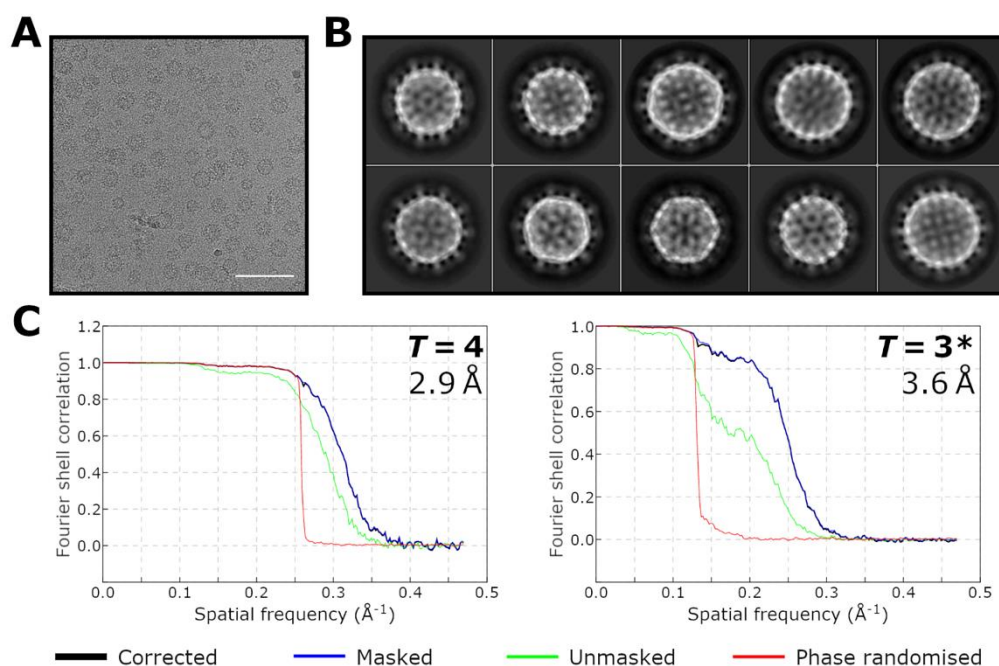 A
B
C
T = 4
2.9 Å
1.2
1.0
0.8
0.6
0.4
0.2
0.0
Fourier shell correlation
0.0 0.1 0.2 0.3 0.4 0.5
Spatial frequency (Å-1)
T = 3*
3.6 Å
1.0
0.8
0.6
0.4
0.2
0.0
Fourier shell correlation
0.0 0.1 0.2 0.3 0.4 0.5
Spatial frequency (Å-1)
Corrected Masked Unmasked Phase randomised